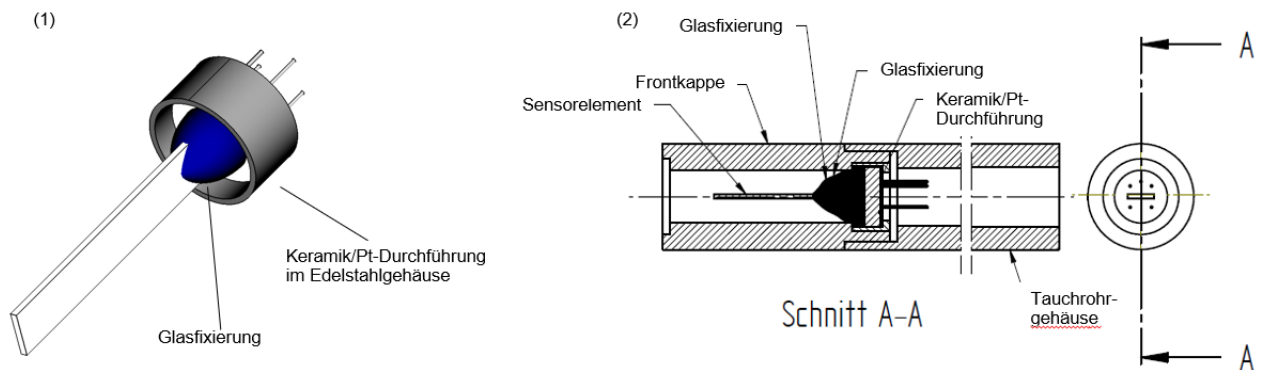 (1)
Glasfixierung
Keramik/Pt-Durchführung
im Edelstahlgehäuse
(2)
Glasfixierung
Glasfixierung
Frontkappe
Sensorelement
Keramik/Pt-
Durchführung
A
Schnitt A-A
Tauchrohr-
gehäuse
A